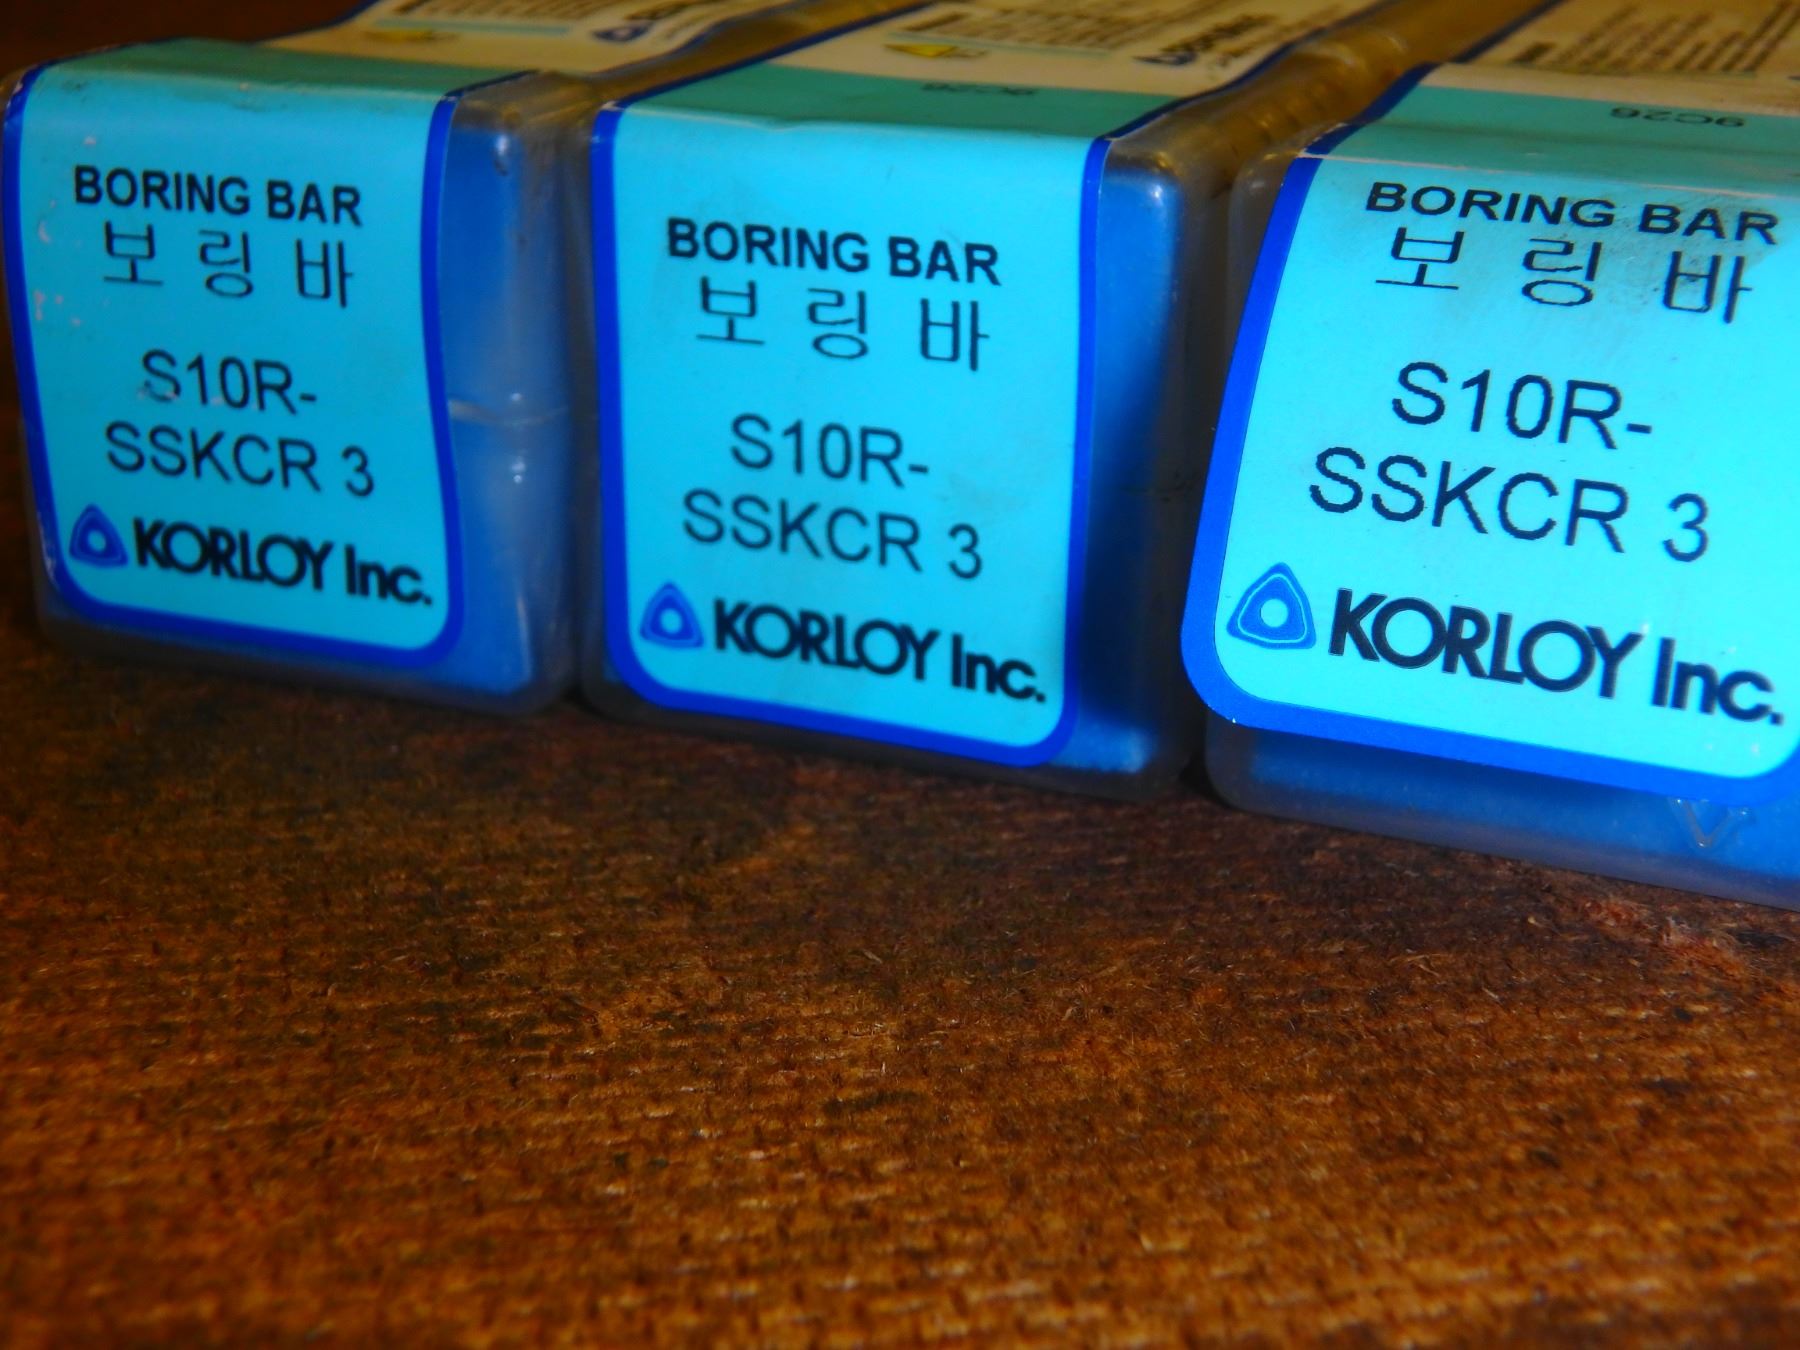 BORING BAR
보 링 바
S10R-
SSKCR 3
KORLOY Inc.
9C26
BORING BAR
보 링 바
S10R-
SSKCR 3
KORLOY Inc.
9C26
BORING BAR
보 링 바
S10R-
SSKCR 3
KORLOY Inc.